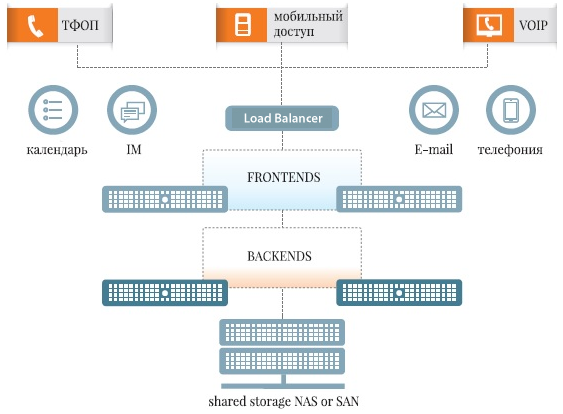 ТФОП
мобильный
доступ
VOIP
Load Balancer
календарь
IM
E-mail
телефония
FRONTENDS
BACKENDS
shared storage NAS or SAN